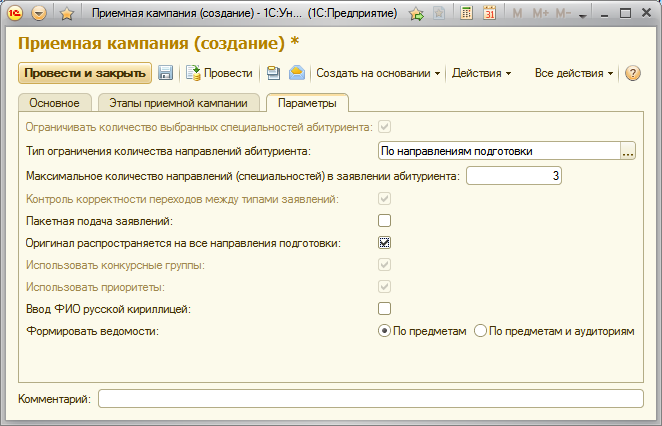 Приемная кампания (создание) - 1С:Ун... (1С:Предприятие) M M+ M-
Приемная кампания (создание) *
Провести и закрыть Провести Создать на основании Действия Все действия ?
Основное Этапы приемной кампании Параметры
Ограничивать количество выбранных специальностей абитуриента:
Тип ограничения количества направлений абитуриента: По направлениям подготовки ...
Максимальное количество направлений (специальностей) в заявлении абитуриента: 3
Контроль корректности переходов между типами заявлений:
Пакетная подача заявлений:
Оригинал распространяется на все направления подготовки:
Использовать конкурсные группы:
Использовать приоритеты:
Ввод ФИО русской кириллицей:
Формировать ведомости: По предметам По предметам и аудиториям
Комментарий: